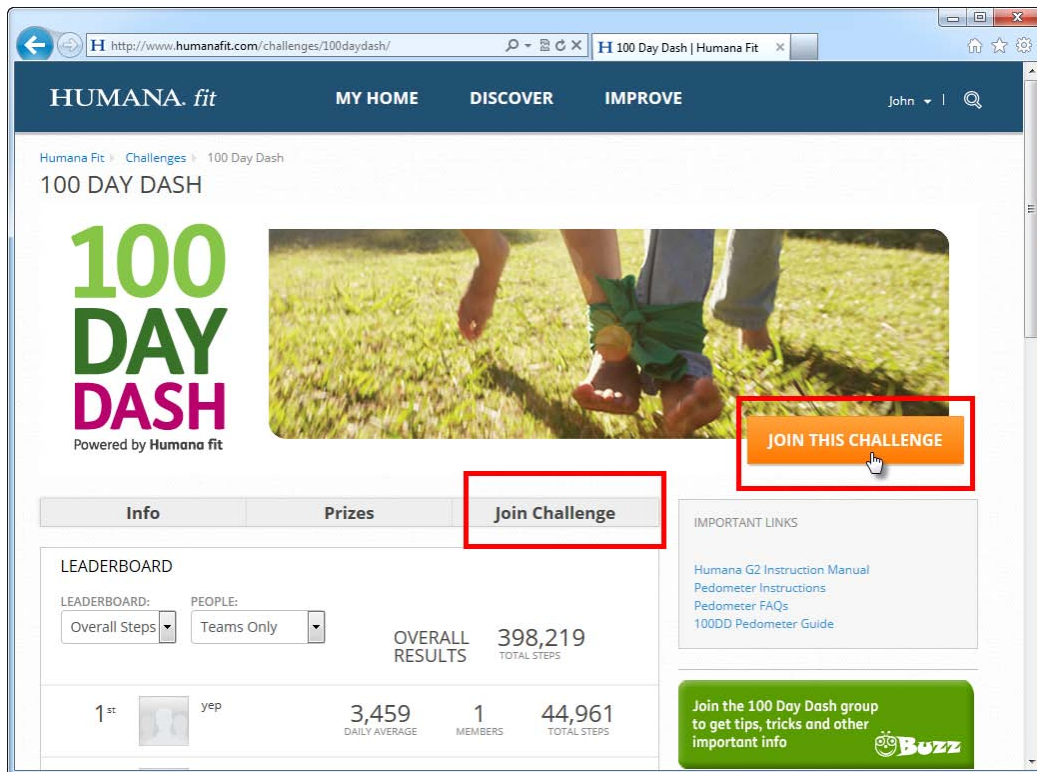 http://www.humanafit.com/challenges/100daydash/
H 100 Day Dash | Humana Fit
HUMANA. fit
MY HOME
DISCOVER
IMPROVE
John
Humana Fit
Challenges
100 Day Dash
100 DAY DASH
100
DAY
DASH
Powered by Humana fit
JOIN THIS CHALLENGE
Info
Prizes
Join Challenge
LEADERBOARD
LEADERBOARD:
PEOPLE:
Overall Steps
Teams Only
OVERALL
RESULTS
398,219
TOTAL STEPS
1st
yep
3,459
DAILY AVERAGE
1
MEMBERS
44,961
TOTAL STEPS
IMPORTANT LINKS
Humana G2 Instruction Manual
Pedometer Instructions
Pedometer FAQs
100DD Pedometer Guide
Join the 100 Day Dash group
to get tips, tricks and other
important info
Buzz